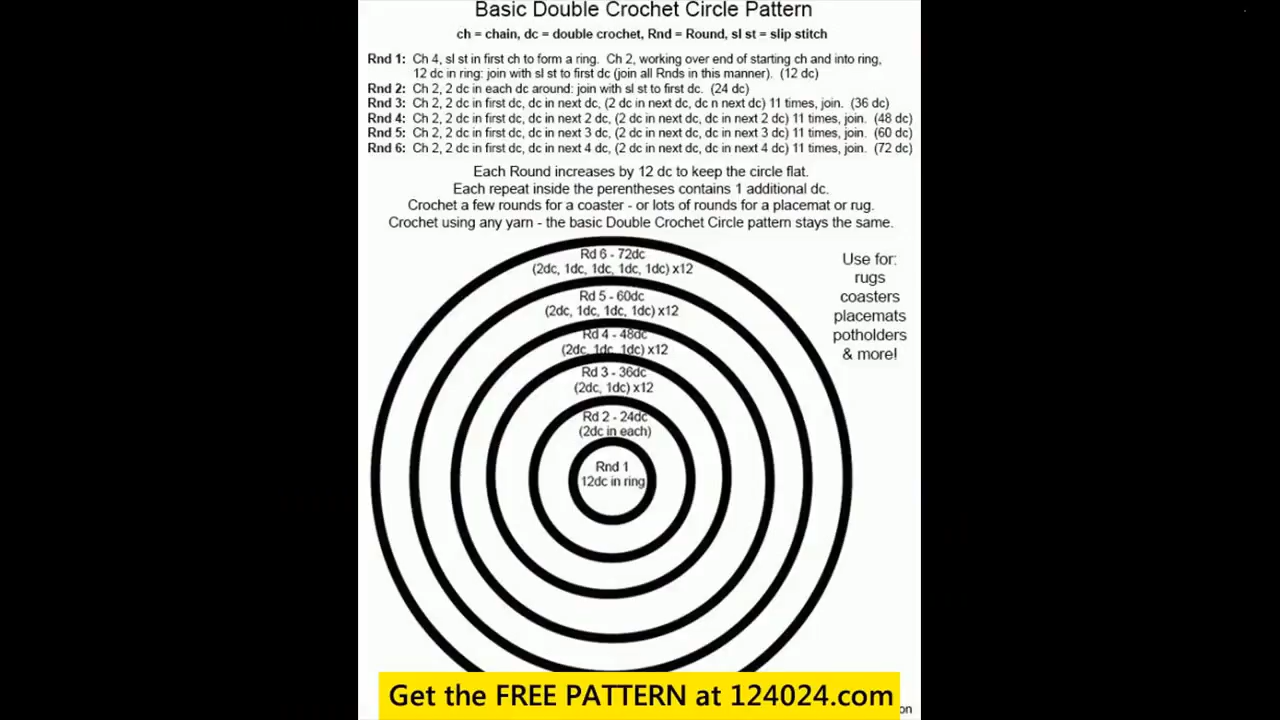 Basic Double Crochet Circle Pattern
ch = chain, dc = double crochet, Rnd = Round, sl st = slip stitch
Rnd 1: Ch 4, sl st in first ch to form a ring. Ch 2, working over end of starting ch and into ring,
12 dc in ring: join with sl st to first dc (join all Rnds in this manner). (12 dc)
Rnd 2: Ch 2, 2 dc in each dc around: join with sl st to first dc. (24 dc)
Rnd 3: Ch 2, 2 dc in first dc, dc in next dc, (2 dc in next dc, dc n next dc) 11 times, join. (36 dc)
Rnd 4: Ch 2, 2 dc in first dc, dc in next 2 dc, (2 dc in next dc, dc in next 2 dc) 11 times, join. (48 dc)
Rnd 5: Ch 2, 2 dc in first dc, dc in next 3 dc, (2 dc in next dc, dc in next 3 dc) 11 times, join. (60 dc)
Rnd 6: Ch 2, 2 dc in first dc, dc in next 4 dc, (2 dc in next dc, dc in next 4 dc) 11 times, join. (72 dc)
Each Round increases by 12 dc to keep the circle flat.
Each repeat inside the perentheses contains 1 additional dc.
Crochet a few rounds for a coaster - or lots of rounds for a placemat or rug.
Crochet using any yarn - the basic Double Crochet Circle pattern stays the same.
Rd 6 - 72dc
(2dc, 1dc, 1dc, 1dc, 1dc) x12
Rd 5 - 60dc
(2dc, 1dc, 1dc, 1dc) x12
Rd 4 - 48dc
(2dc, 1dc, 1dc) x12
Rd 3 - 36dc
(2dc, 1dc) x12
Rd 2 - 24dc
(2dc in each)
Rnd 1
12dc in ring
Use for:
rugs
coasters
placemats
potholders
& more!
Get the FREE PATTERN at 124024.com